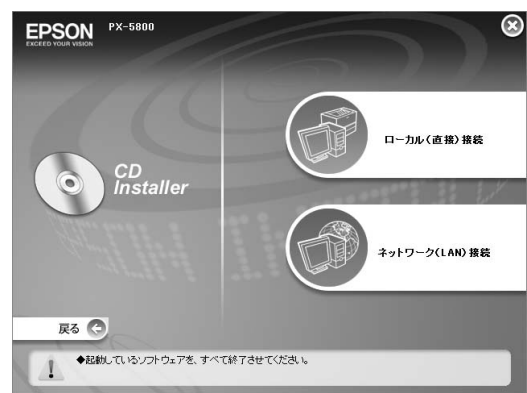 EPSON
EXCEED YOUR VISION
PX-5800
ローカル(直接)接続
CD
Installer
ネットワーク(LAN)接続
戻る
◆起動しているソフトウェアを、すべて終了させてください。